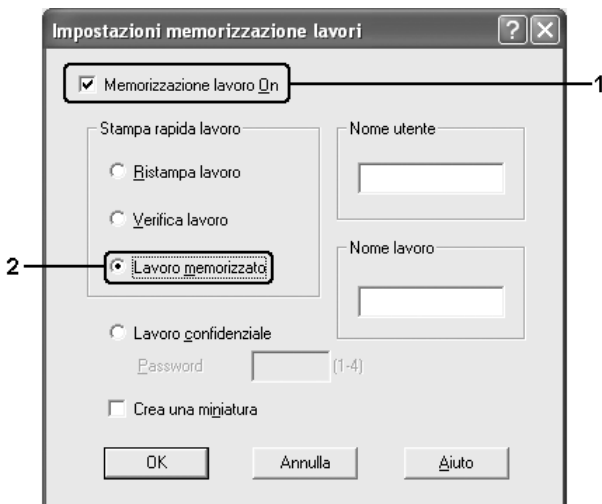 Impostazioni memorizzazione lavori
Memorizzazione lavoro On
1
Stampa rapida lavoro
Nome utente
Ristampa lavoro
Verifica lavoro
Nome lavoro
2
Lavoro memorizzato
Lavoro confidenziale
Password (1-4)
Crea una miniatura
OK Annulla Aiuto